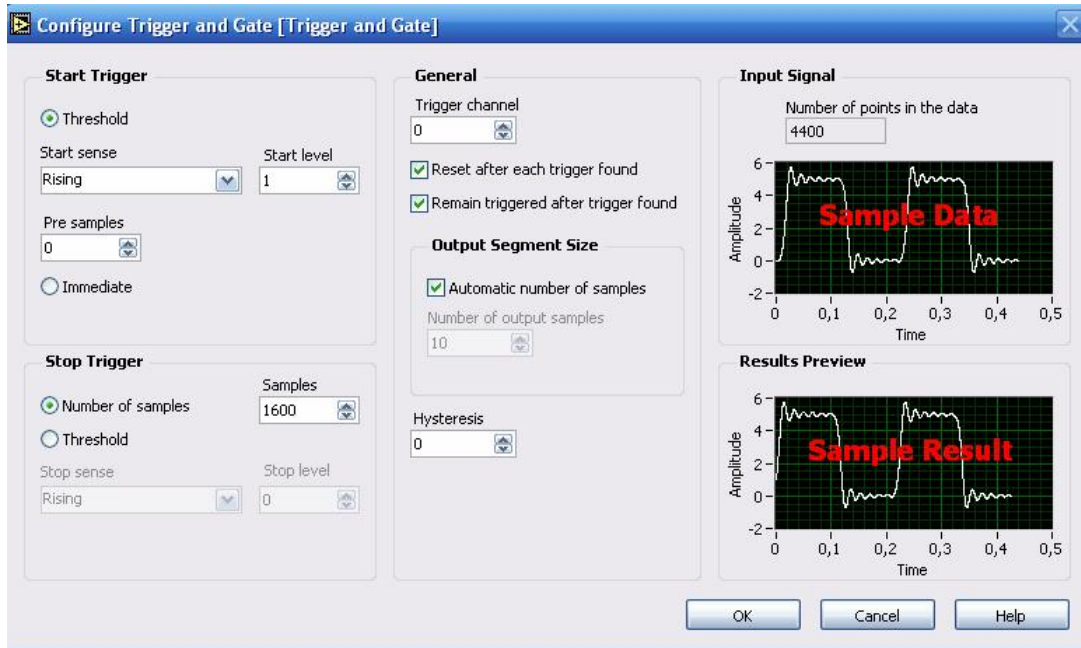 Configure Trigger and Gate [Trigger and Gate]
Start Trigger
Threshold
Start sense
Start level
Rising
1
Pre samples
0
Immediate
Stop Trigger
Number of samples
Samples
1600
Threshold
Stop sense
Stop level
Rising
0
General
Trigger channel
0
Reset after each trigger found
Remain triggered after trigger found
Output Segment Size
Automatic number of samples
Number of output samples
10
Hysteresis
0
Input Signal
Number of points in the data
4400
Amplitude
6
4
2
0
-2
Sample Data
0 0,1 0,2 0,3 0,4 0,5
Time
Results Preview
Amplitude
6
4
2
0
-2
Sample Result
0 0,1 0,2 0,3 0,4 0,5
Time
OK
Cancel
Help